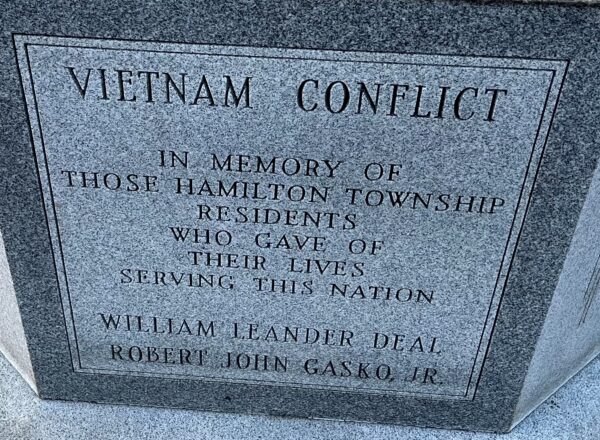 VIETNAM CONFLICT
IN MEMORY OF
THOSE HAMILTON TOWNSHIP
RESIDENTS
WHO GAVE OF
THEIR LIVES
SERVING THIS NATION
WILLIAM LEANDER DEAL
ROBERT JOHN GASKO, JR.